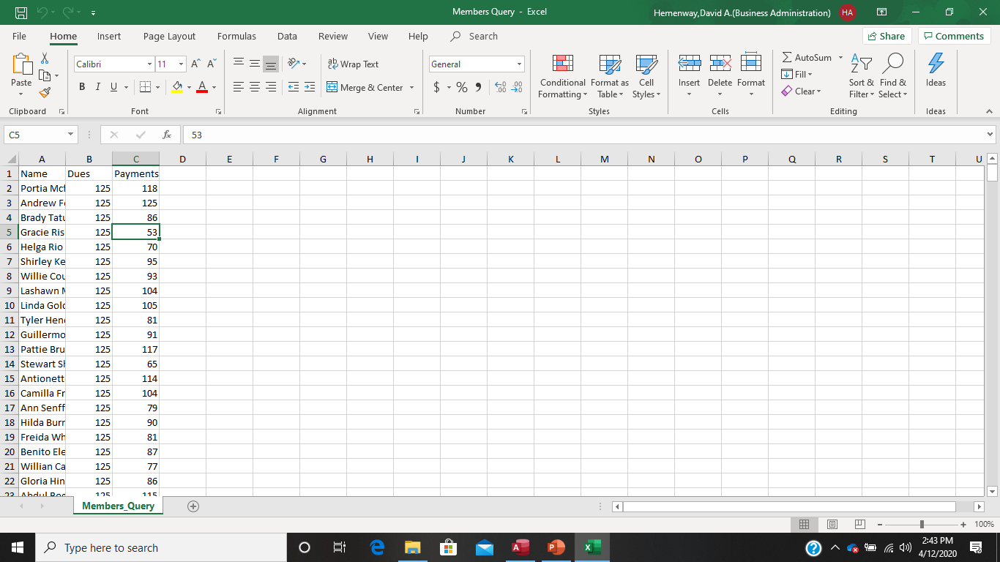 Members Query - Excel
Hemenway,David A.(Business Administration) HA
File Home Insert Page Layout Formulas Data Review View Help Search Share Comments
Calibri 11 Wrap Text General
Paste B I U Merge & Center $ % Conditional Formatting Format as Table Cell Styles Insert Delete Format AutoSum Fill Clear Sort & Filter Find & Select Ideas
Clipboard Font Alignment Number Styles Cells Editing Ideas
C5 fx 53
A B C D E F G H I J K L M N O P Q R S T U
1 Name Dues Payments
2 Portia Mcf 125 118
3 Andrew Fe 125 125
4 Brady Tatu 125 86
5 Gracie Ris 125 53
6 Helga Rio 125 70
7 Shirley Ke 125 95
8 Willie Cou 125 93
9 Lashawn M 125 104
10 Linda Gold 125 105
11 Tyler Hend 125 81
12 Guillermo 125 91
13 Pattie Bru 125 117
14 Stewart Sh 125 65
15 Antionett 125 114
16 Camilla Fr 125 104
17 Ann Senff 125 79
18 Hilda Burr 125 90
19 Freida Wh 125 81
20 Benito Ele 125 87
21 Willian Ca 125 77
22 Gloria Hin 125 86
23 Abdul 125 115
Members_Query
100%
Type here to search
2:43 PM
4/12/2020